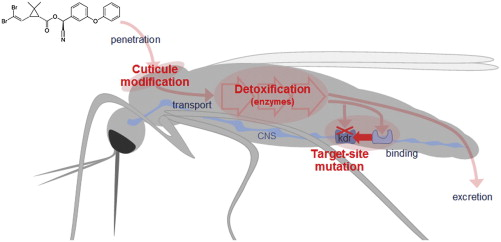 Br
Br
O
O
O
N
penetration
Cuticule
modification
transport
Detoxification
(enzymes)
CNS
kdr
Target-site
mutation
binding
excretion